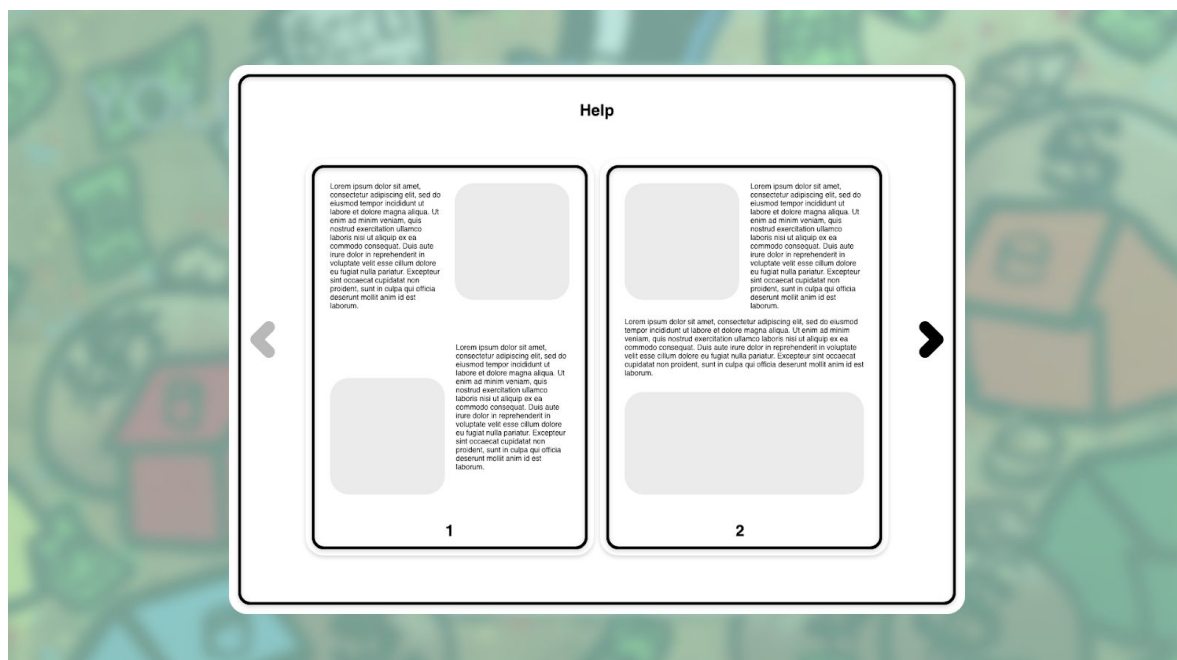 Help
Lorem ipsum dolor sit amet,
consectetur adipiscing elit, sed do
eiusmod tempor incididunt ut
labore et dolore magna aliqua. Ut
enim ad minim veniam, quis
nostrud exercitation ullamco
laboris nisi ut aliquip ex ea
commodo consequat. Duis aute
irure dolor in reprehenderit in
voluptate velit esse cillum dolore
eu fugiat nulla pariatur. Excepteur
sint occaecat cupidatat non
proident, sunt in culpa qui officia
deserunt mollit anim id est
laborum.
Lorem ipsum dolor sit amet,
consectetur adipiscing elit, sed do
eiusmod tempor incididunt ut
labore et dolore magna aliqua. Ut
enim ad minim veniam, quis
nostrud exercitation ullamco
laboris nisi ut aliquip ex ea
commodo consequat. Duis aute
irure dolor in reprehenderit in
voluptate velit esse cillum dolore
eu fugiat nulla pariatur. Excepteur
sint occaecat cupidatat non
proident, sunt in culpa qui officia
deserunt mollit anim id est
laborum.
1
Lorem ipsum dolor sit amet,
consectetur adipiscing elit, sed do
eiusmod tempor incididunt ut
labore et dolore magna aliqua. Ut
enim ad minim veniam, quis
nostrud exercitation ullamco
laboris nisi ut aliquip ex ea
commodo consequat. Duis aute
irure dolor in reprehenderit in
voluptate velit esse cillum dolore
eu fugiat nulla pariatur. Excepteur
sint occaecat cupidatat non
proident, sunt in culpa qui officia
deserunt mollit anim id est
laborum.
Lorem ipsum dolor sit amet, consectetur adipiscing elit, sed do eiusmod
tempor incididunt ut labore et dolore magna aliqua. Ut enim ad minim
veniam, quis nostrud exercitation ullamco laboris nisi ut aliquip ex ea
commodo consequat. Duis aute irure dolor in reprehenderit in voluptate
velit esse cillum dolore eu fugiat nulla pariatur. Excepteur sint occaecat
cupidatat non proident, sunt in culpa qui officia deserunt mollit anim id est
laborum.
2